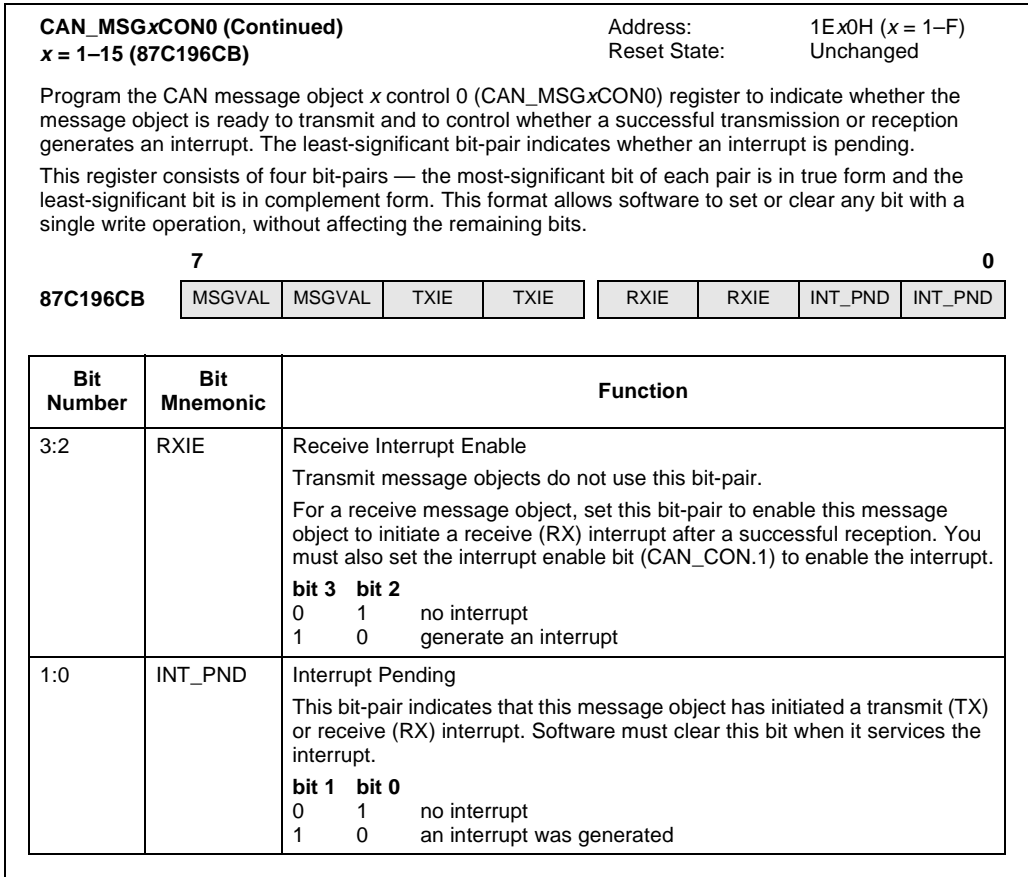 CAN_MSGxCON0 (Continued)
x = 1–15 (87C196CB)
Address: 1Ex0H (x = 1–F)
Reset State: Unchanged
Program the CAN message object x control 0 (CAN_MSGxCON0) register to indicate whether the
message object is ready to transmit and to control whether a successful transmission or reception
generates an interrupt. The least-significant bit-pair indicates whether an interrupt is pending.
This register consists of four bit-pairs — the most-significant bit of each pair is in true form and the
least-significant bit is in complement form. This format allows software to set or clear any bit with a
single write operation, without affecting the remaining bits.
7 0
87C196CB MSGVAL MSGVAL TXIE TXIE RXIE RXIE INT_PND INT_PND
Bit Number Bit Mnemonic Function
3:2 RXIE Receive Interrupt Enable
Transmit message objects do not use this bit-pair.
For a receive message object, set this bit-pair to enable this message
object to initiate a receive (RX) interrupt after a successful reception. You
must also set the interrupt enable bit (CAN_CON.1) to enable the interrupt.
bit 3 bit 2
0 1 no interrupt
1 0 generate an interrupt
1:0 INT_PND Interrupt Pending
This bit-pair indicates that this message object has initiated a transmit (TX)
or receive (RX) interrupt. Software must clear this bit when it services the
interrupt.
bit 1 bit 0
0 1 no interrupt
1 0 an interrupt was generated